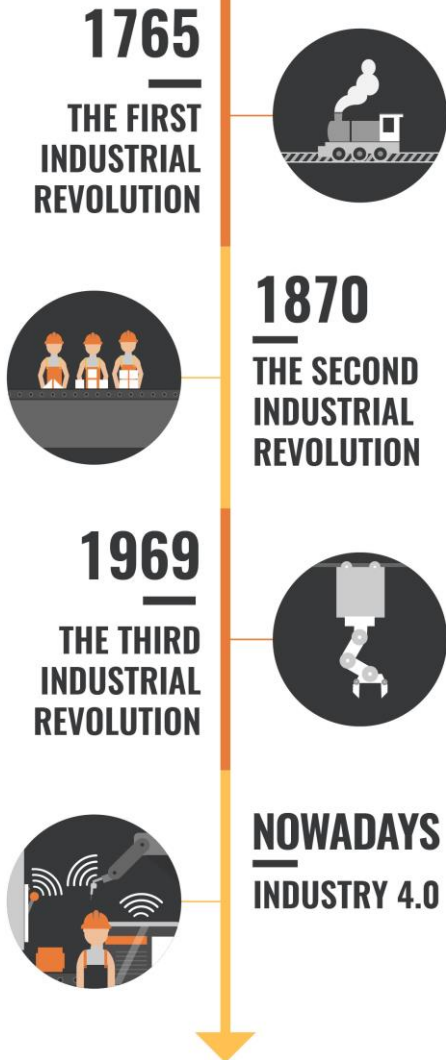 1765
THE FIRST
INDUSTRIAL
REVOLUTION
1870
THE SECOND
INDUSTRIAL
REVOLUTION
1969
THE THIRD
INDUSTRIAL
REVOLUTION
NOWADAYS
INDUSTRY 4.0